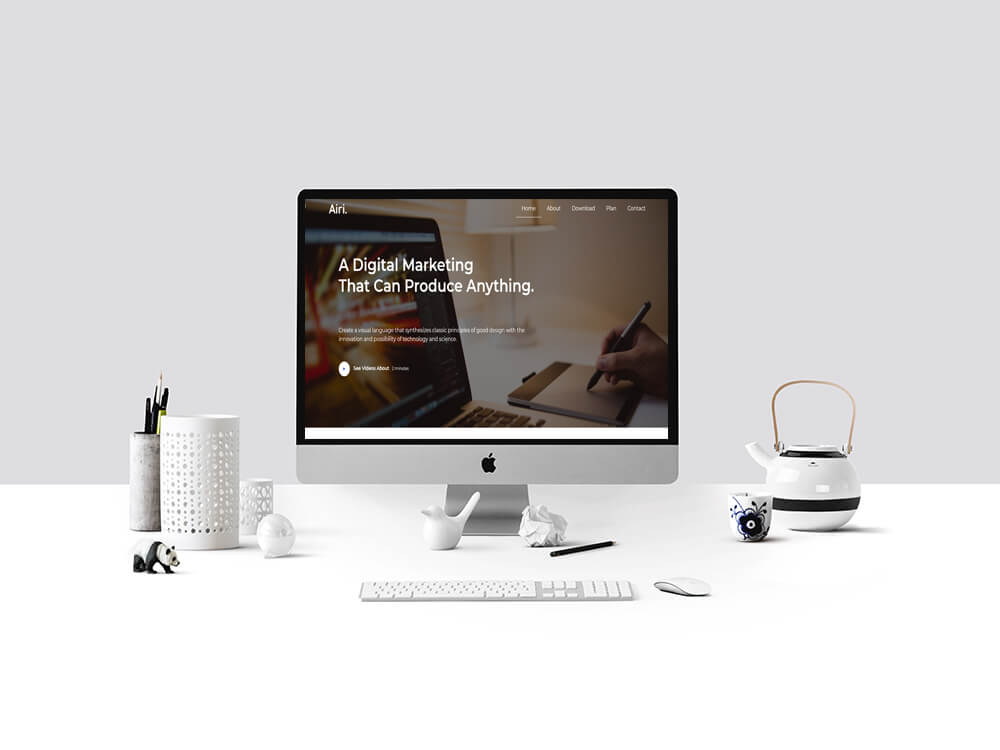 Airi.
Home About Download Plan Contact
A Digital Marketing
That Can Produce Anything.
Create a visual language that synthesizes classic principles of good design with the
innovation and possibility of technology and science.
See Videos About 2 minutes